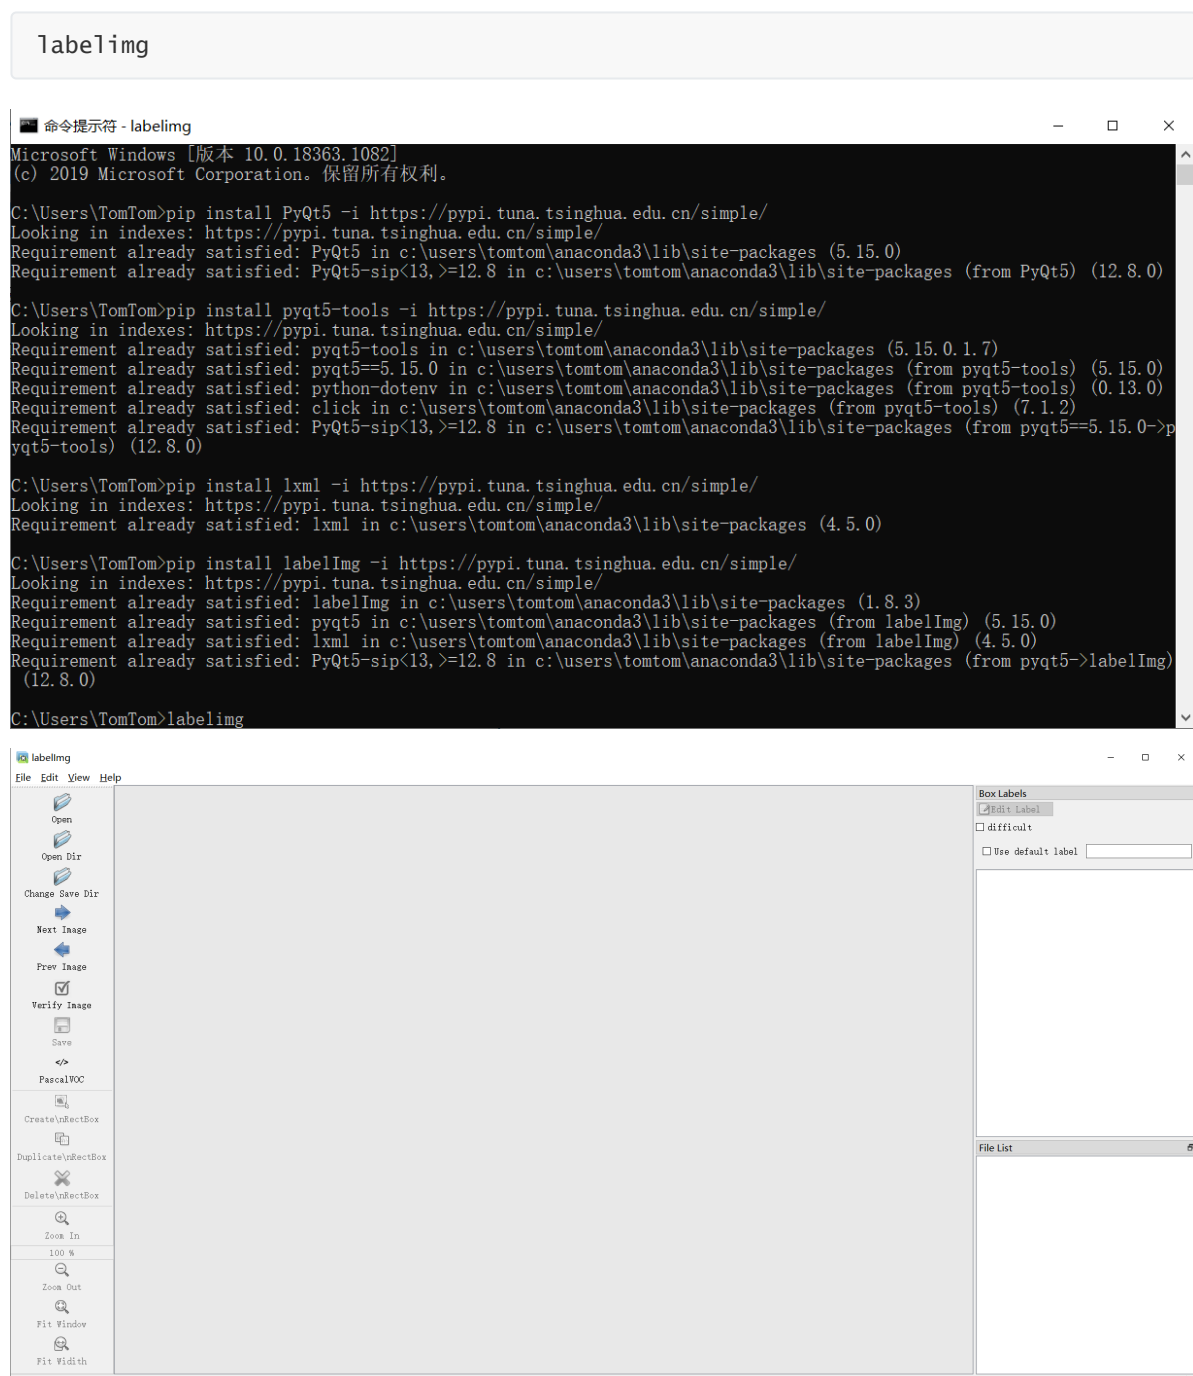 labelimg
命令提示符 - labelimg
Microsoft Windows [版本 10.0.18363.1082]
(c) 2019 Microsoft Corporation。保留所有权利。
C:\Users\TomTom>pip install PyQt5 -i https://pypi.tuna.tsinghua.edu.cn/simple/
Looking in indexes: https://pypi.tuna.tsinghua.edu.cn/simple/
Requirement already satisfied: PyQt5 in c:\users\tomtom\anaconda3\lib\site-packages (5.15.0)
Requirement already satisfied: PyQt5-sip<13,>=12.8 in c:\users\tomtom\anaconda3\lib\site-packages (from PyQt5) (12.8.0)
C:\Users\TomTom>pip install pyqt5-tools -i https://pypi.tuna.tsinghua.edu.cn/simple/
Looking in indexes: https://pypi.tuna.tsinghua.edu.cn/simple/
Requirement already satisfied: pyqt5-tools in c:\users\tomtom\anaconda3\lib\site-packages (5.15.0.1.7)
Requirement already satisfied: pyqt5==5.15.0 in c:\users\tomtom\anaconda3\lib\site-packages (from pyqt5-tools) (5.15.0)
Requirement already satisfied: python-dotenv in c:\users\tomtom\anaconda3\lib\site-packages (from pyqt5-tools) (0.13.0)
Requirement already satisfied: click in c:\users\tomtom\anaconda3\lib\site-packages (from pyqt5-tools) (7.1.2)
Requirement already satisfied: PyQt5-sip<13,>=12.8 in c:\users\tomtom\anaconda3\lib\site-packages (from pyqt5==5.15.0->p
yqt5-tools) (12.8.0)
C:\Users\TomTom>pip install lxml -i https://pypi.tuna.tsinghua.edu.cn/simple/
Looking in indexes: https://pypi.tuna.tsinghua.edu.cn/simple/
Requirement already satisfied: lxml in c:\users\tomtom\anaconda3\lib\site-packages (4.5.0)
C:\Users\TomTom>pip install labelImg -i https://pypi.tuna.tsinghua.edu.cn/simple/
Looking in indexes: https://pypi.tuna.tsinghua.edu.cn/simple/
Requirement already satisfied: labelImg in c:\users\tomtom\anaconda3\lib\site-packages (1.8.3)
Requirement already satisfied: pyqt5 in c:\users\tomtom\anaconda3\lib\site-packages (from labelImg) (5.15.0)
Requirement already satisfied: lxml in c:\users\tomtom\anaconda3\lib\site-packages (from labelImg) (4.5.0)
Requirement already satisfied: PyQt5-sip<13,>=12.8 in c:\users\tomtom\anaconda3\lib\site-packages (from pyqt5->labelImg)
(12.8.0)
C:\Users\TomTom>labelimg
labelImg
File Edit View Help
Open
Open Dir
Change Save Dir
Next Image
Prev Image
Verify Image
Save
</>
PascalVOC
Create\nRectBox
Duplicate\nRectBox
Delete\nRectBox
Zoom In
100 %
Zoom Out
Fit Window
Fit Width
Box Labels
Edit Label
difficult
Use default label
File List